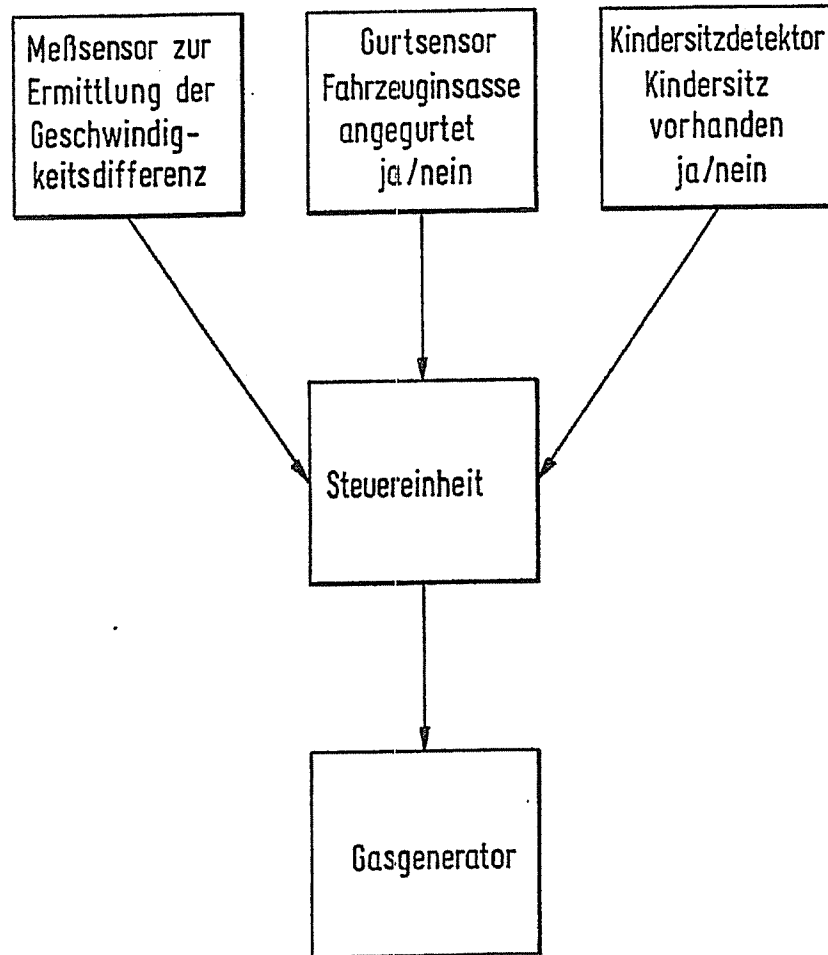 Meßsensor zur
Ermittlung der
Geschwindig-
keitsdifferenz
Gurtsensor
Fahrzeuginsasse
angegurtet
ja/nein
Kindersitzdetektor
Kindersitz
vorhanden
ja/nein
Steuereinheit
Gasgenerator